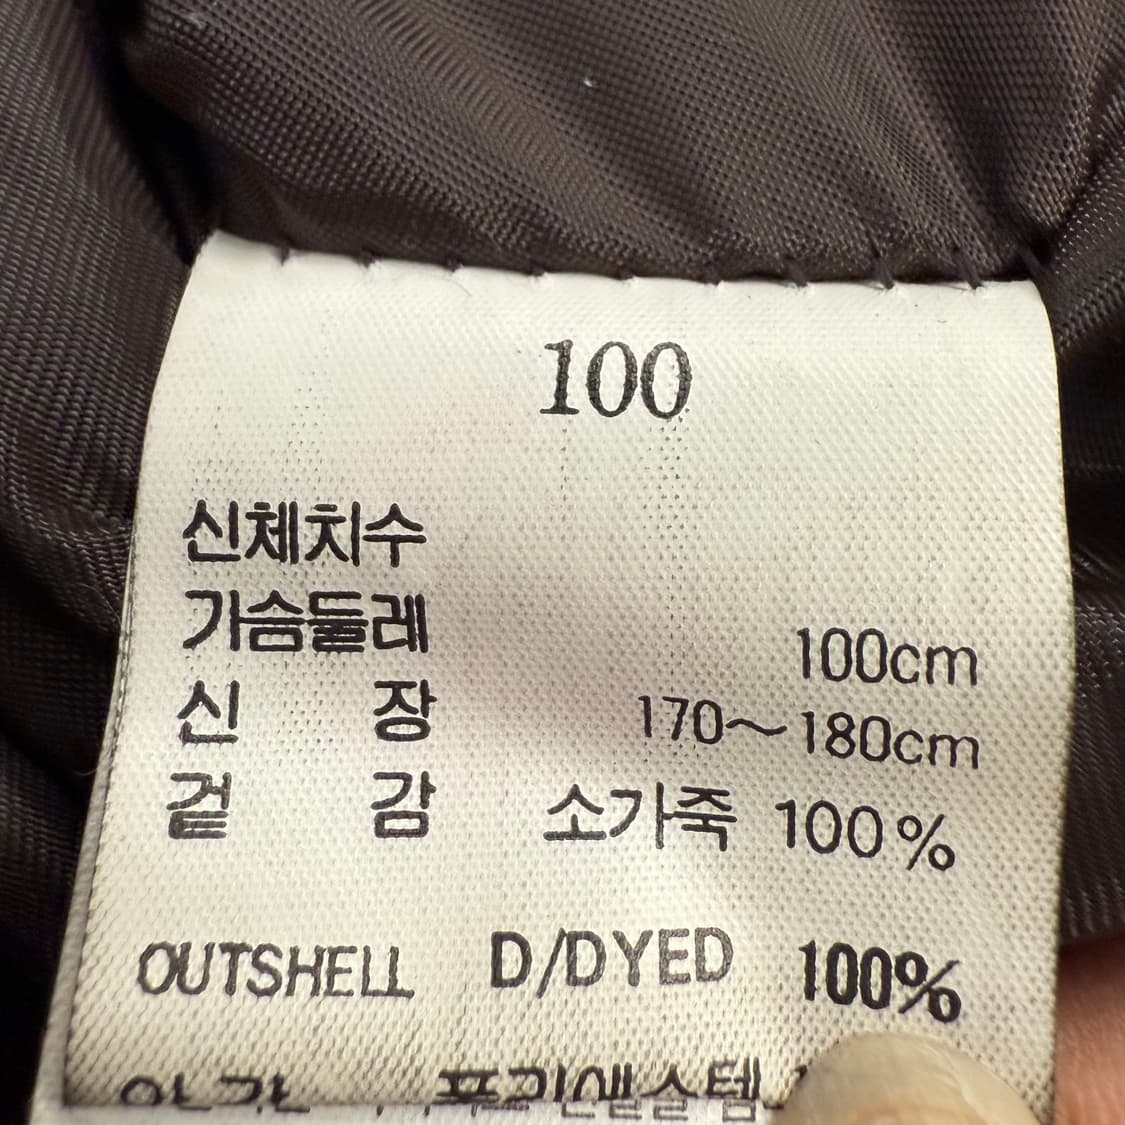 100
신체치수
가슴둘레 100cm
신 장 170~180cm
겉 감 소가죽 100%
OUTSHELL D/DYED 100%